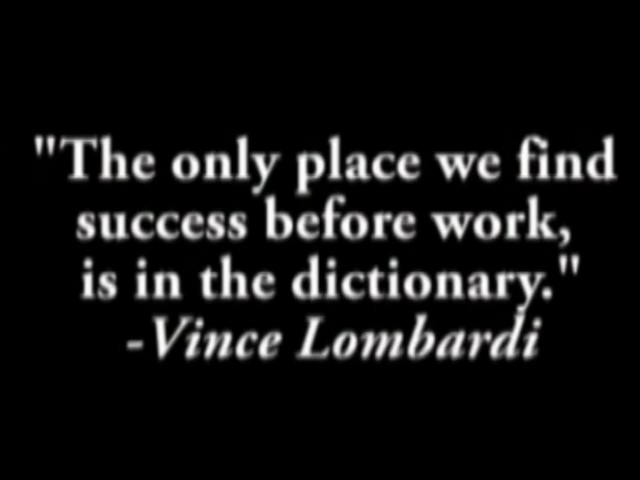 "The only place we find
success before work,
is in the dictionary."
-Vince Lombardi